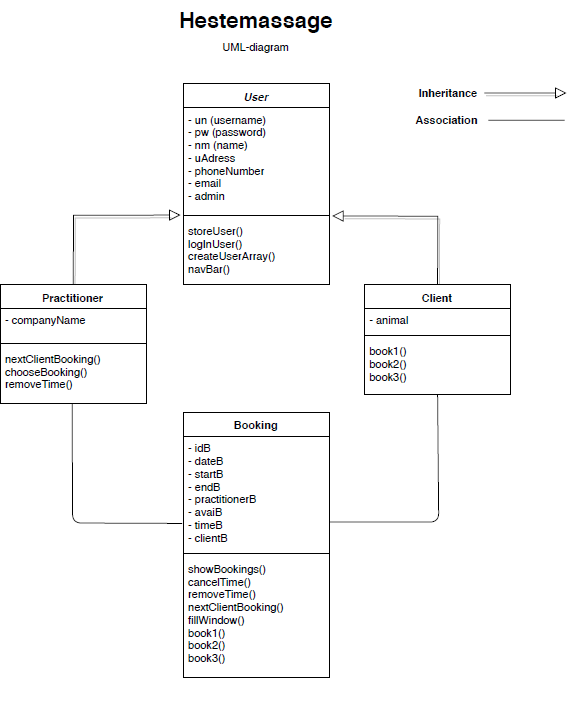 Hestemassage
UML-diagram
User
- un (username)
- pw (password)
- nm (name)
- uAdress
- phoneNumber
- email
- admin
storeUser()
logInUser()
createUserArray()
navBar()
Inheritance
Association
Practitioner
- companyName
nextClientBooking()
chooseBooking()
removeTime()
Client
- animal
book1()
book2()
book3()
Booking
- idB
- dateB
- startB
- endB
- practitionerB
- avaiB
- timeB
- clientB
showBookings()
cancelTime()
removeTime()
nextClientBooking()
fillWindow()
book1()
book2()
book3()